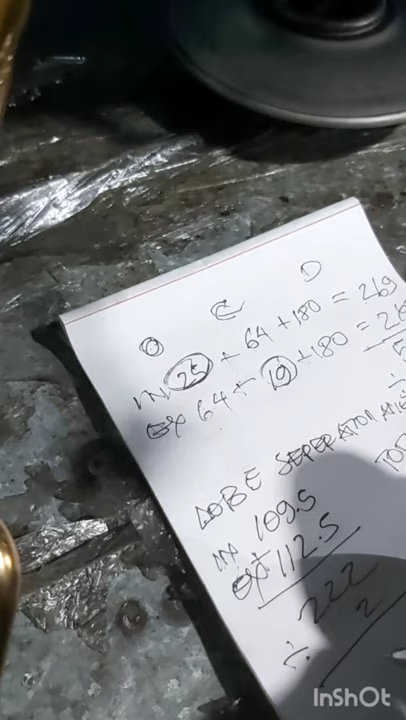 O C D
IN 25 + 64 + 180 = 269
EX 64 + 19 + 180 = 26
LOBE SEPERATION
IN 109.5
EX + 112.5
222
÷ 2
InShOt